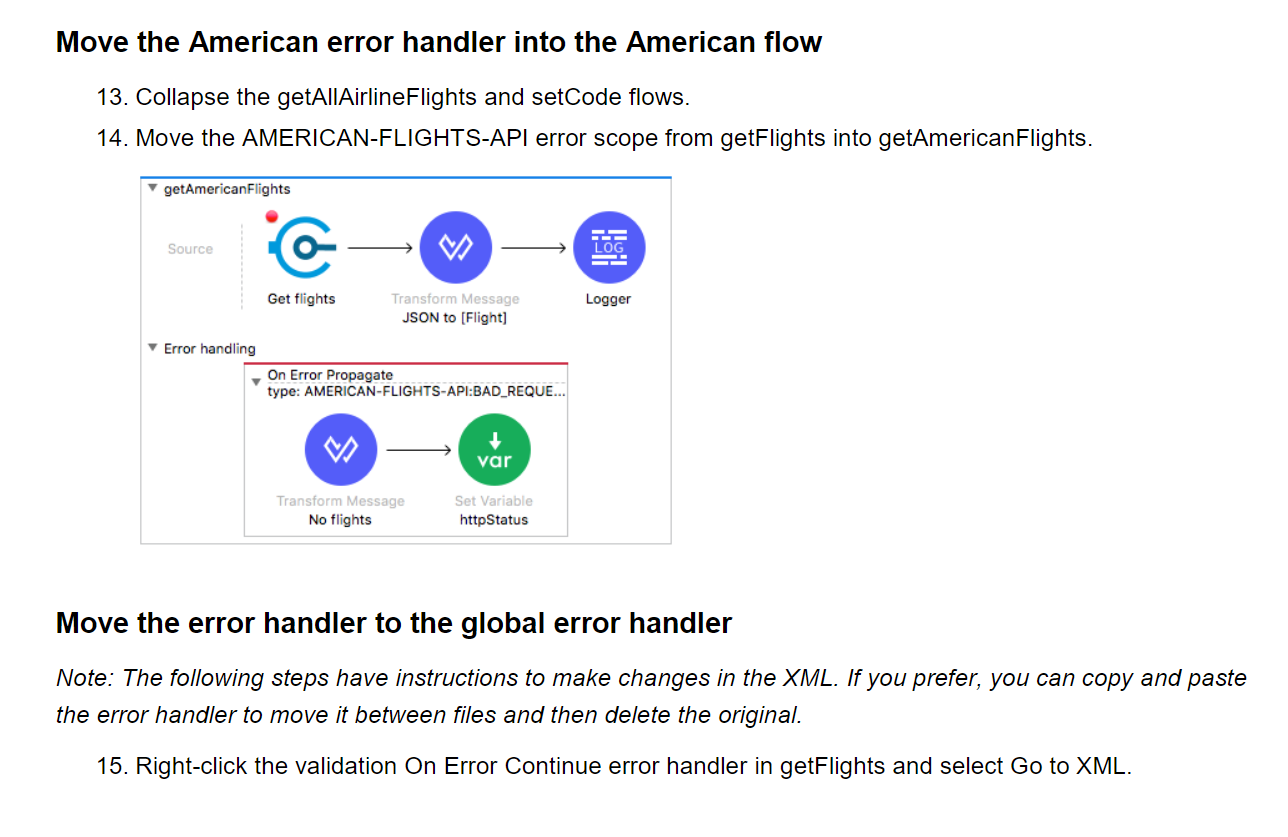 Move the American error handler into the American flow
13. Collapse the getAllAirlineFlights and setCode flows.
14. Move the AMERICAN-FLIGHTS-API error scope from getFlights into getAmericanFlights.
getAmericanFlights
Source
LOG
Get flights
Transform Message
Logger
JSON to [Flight]
Error handling
On Error Propagate
type: AMERICAN-FLIGHTS-API:BAD_REQUE...
var
Transform Message
Set Variable
No flights
httpStatus
Move the error handler to the global error handler
Note: The following steps have instructions to make changes in the XML. If you prefer, you can copy and paste
the error handler to move it between files and then delete the original.
15. Right-click the validation On Error Continue error handler in getFlights and select Go to XML.